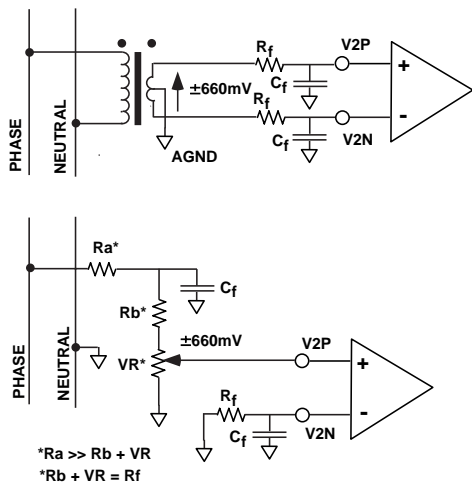 Rf
V2P
Cf
+
±660mV
Rf
V2N
Cf
-
AGND
PHASE
NEUTRAL
Ra*
Cf
Rb*
±660mV
V2P
VR*
+
Rf
V2N
Cf
-
PHASE
NEUTRAL
*Ra >> Rb + VR
*Rb + VR = Rf